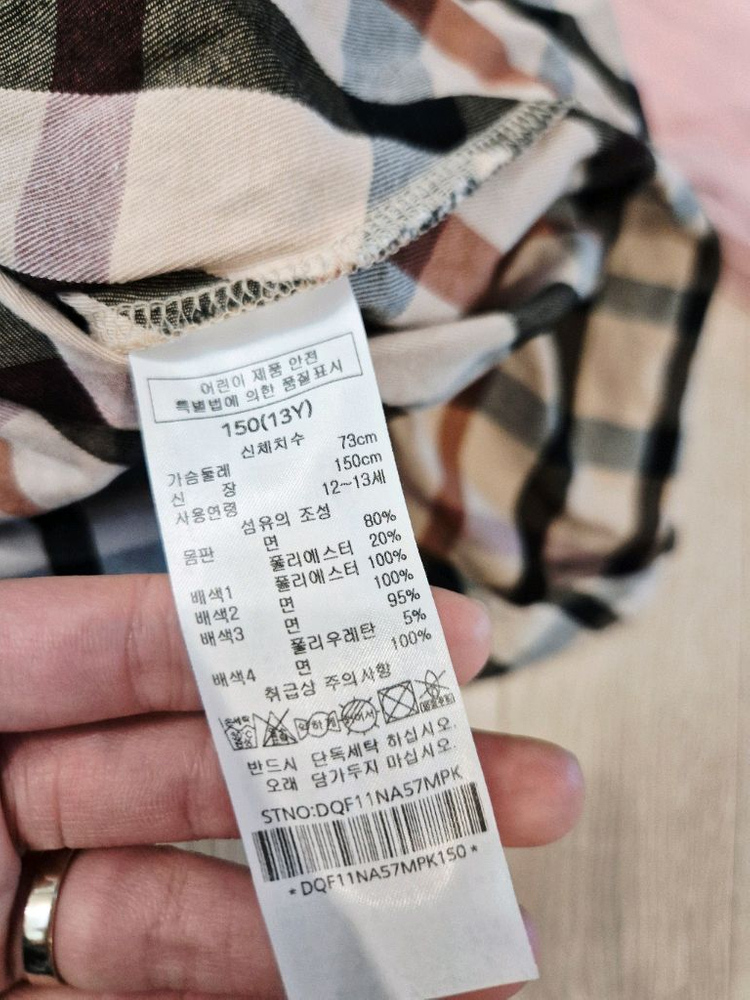 어린이 제품 안전
특별법에 의한 품질표시
150(13Y)
신체치수
가슴둘레 73cm
신 장 150cm
사용연령 12~13세
섬유의 조성
몸판 면 80%
폴리에스터 20%
배색1 폴리에스터 100%
배색2 면 100%
배색3 면 95%
폴리우레탄 5%
배색4 면 100%
취급상 주의사항
약하게
반드시 단독세탁 하십시오.
오래 담가두지 마십시오.
STNO:DQF11NA57MPK
*DQF11NA57MPK150*